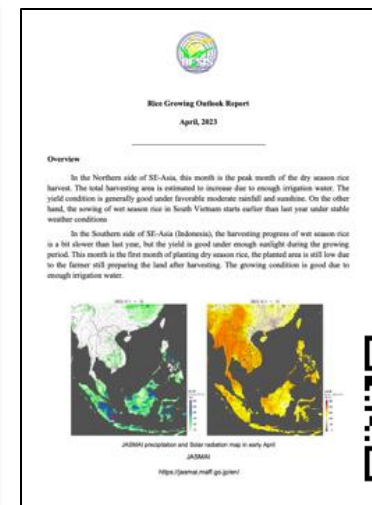 AFSIS
Rice Growing Outlook Report
April, 2023
Overview
In the Northern side of SE-Asia, this month is the peak month of the dry season rice
harvest. The total harvesting area is estimated to increase due to enough irrigation water. The
yield condition is generally good under favorable moderate rainfall and sunshine. On the other
hand, the sowing of wet season rice in South Vietnam starts earlier than last year under stable
weather conditions
In the Southern side of SE-Asia (Indonesia), the harvesting progress of wet season rice
is a bit slower than last year, but the yield is good under enough sunlight during the growing
period. This month is the first month of planting dry season rice, the planted area is still low due
to the farmer still preparing the land after harvesting. The growing condition is good due to
enough irrigation water.
JASMAI precipitation and Solar radiation map in early April
JASMAI
https://jasmai.maff.go.jp/en/